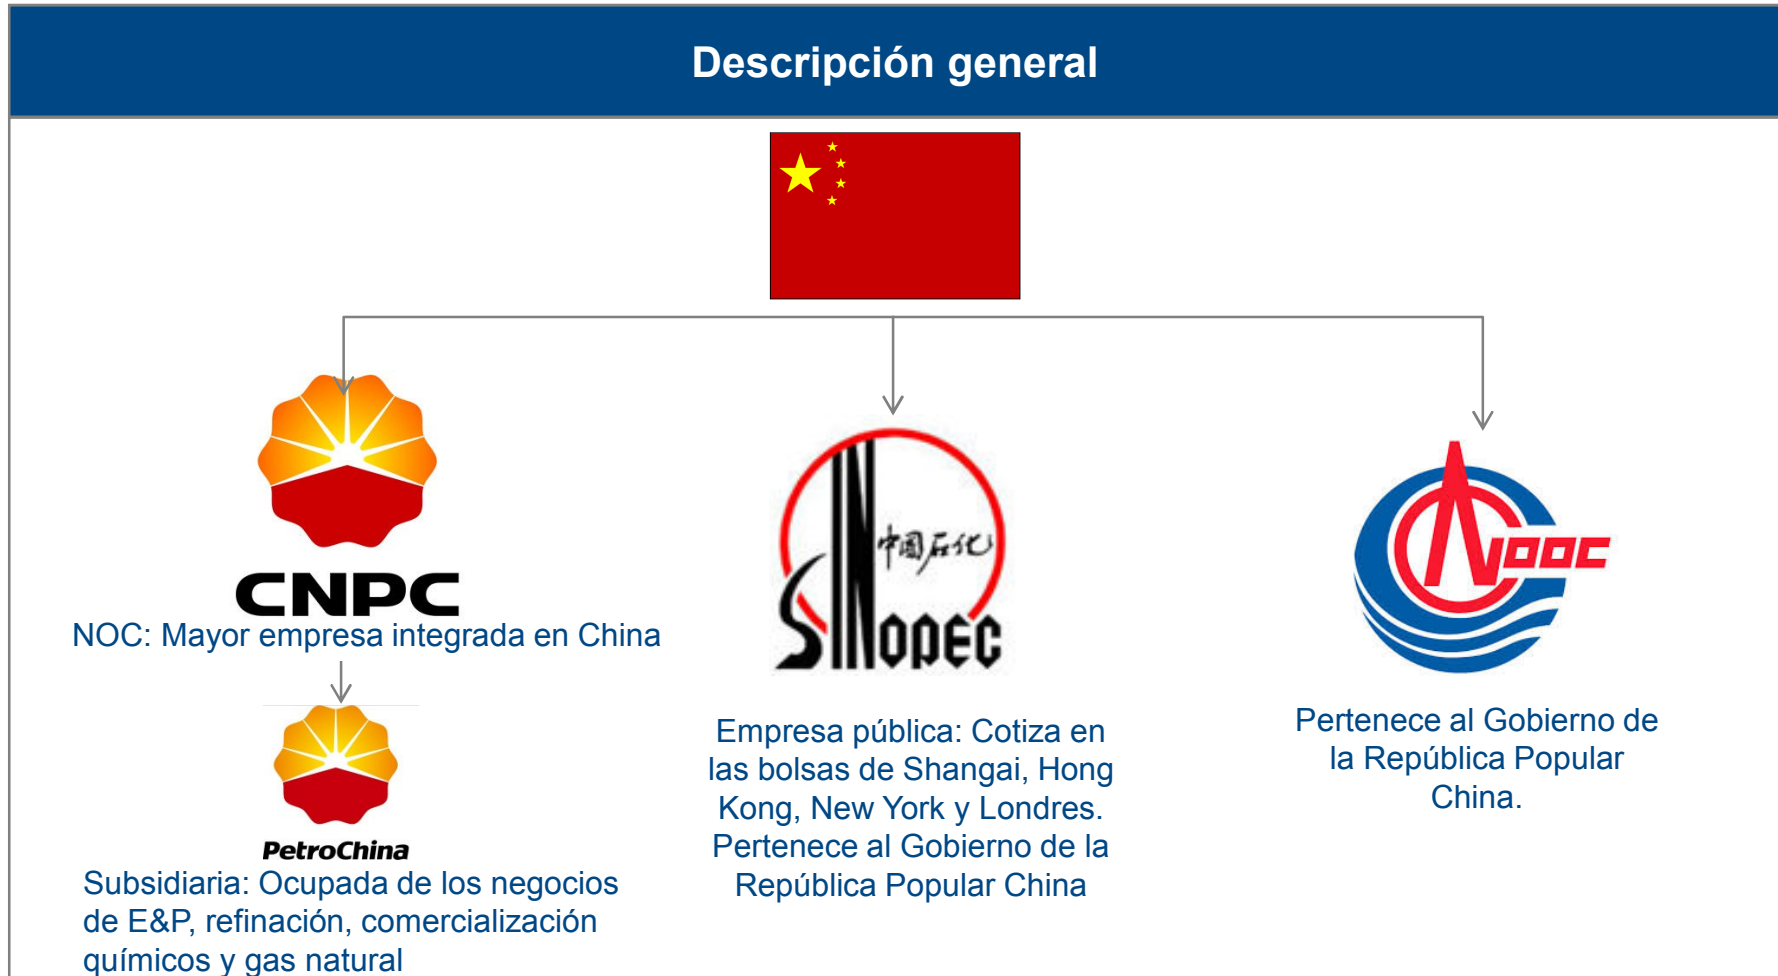 Descripción general
CNPC
NOC: Mayor empresa integrada en China
PetroChina
Subsidiaria: Ocupada de los negocios
de E&P, refinación, comercialización
químicos y gas natural
中国石化
SINOPEC
Empresa pública: Cotiza en
las bolsas de Shangai, Hong
Kong, New York y Londres.
Pertenece al Gobierno de la
República Popular China
CNOOC
Pertenece al Gobierno de
la República Popular
China.